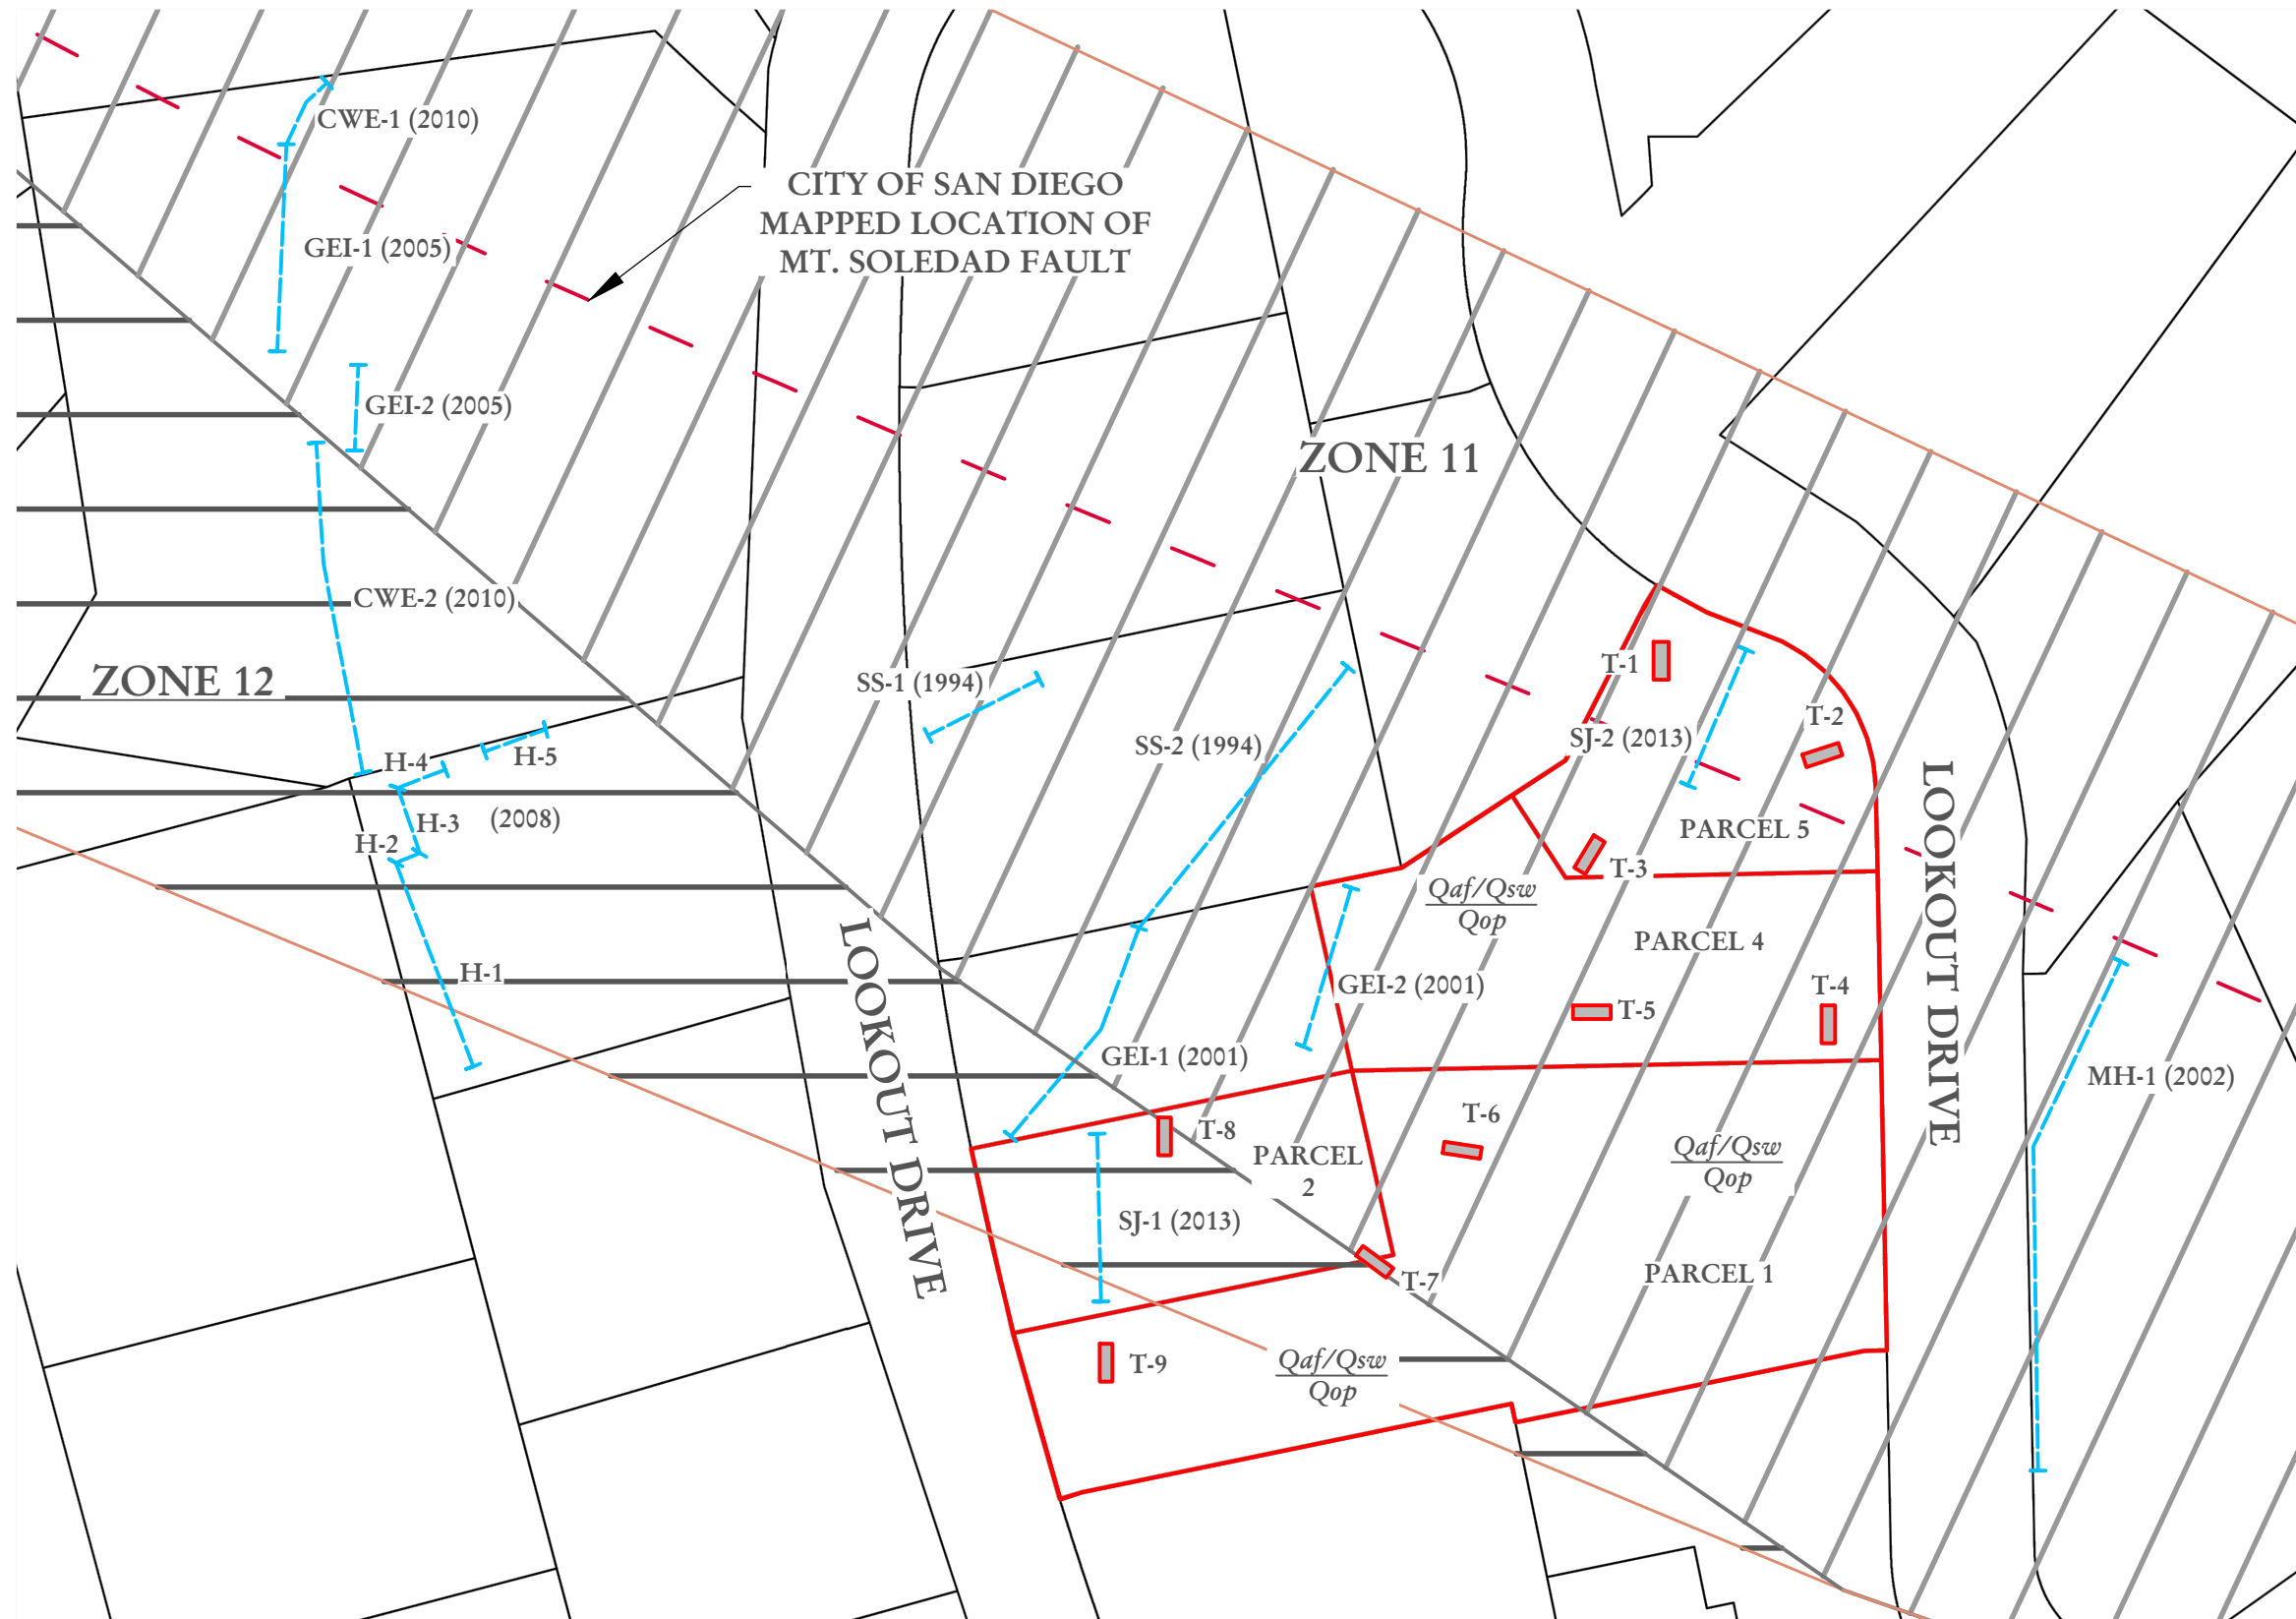 CWE-1 (2010)
CITY OF SAN DIEGO
MAPPED LOCATION OF
MT. SOLEDAD FAULT
GEI-1 (2005)
GEI-2 (2005)
ZONE 11
CWE-2 (2010)
ZONE 12
SS-1 (1994)
T-1
T-2
SJ-2 (2013)
SS-2 (1994)
H-4
H-5
H-3
(2008)
H-2
PARCEL 5
T-3
Qaf/Qsw
Qop
PARCEL 4
LOOKOUT DRIVE
H-1
GEI-2 (2001)
T-4
T-5
GEI-1 (2001)
MH-1 (2002)
LOOKOUT DRIVE
T-8
T-6
PARCEL
2
Qaf/Qsw
Qop
SJ-1 (2013)
T-7
PARCEL 1
T-9
Qaf/Qsw
Qop